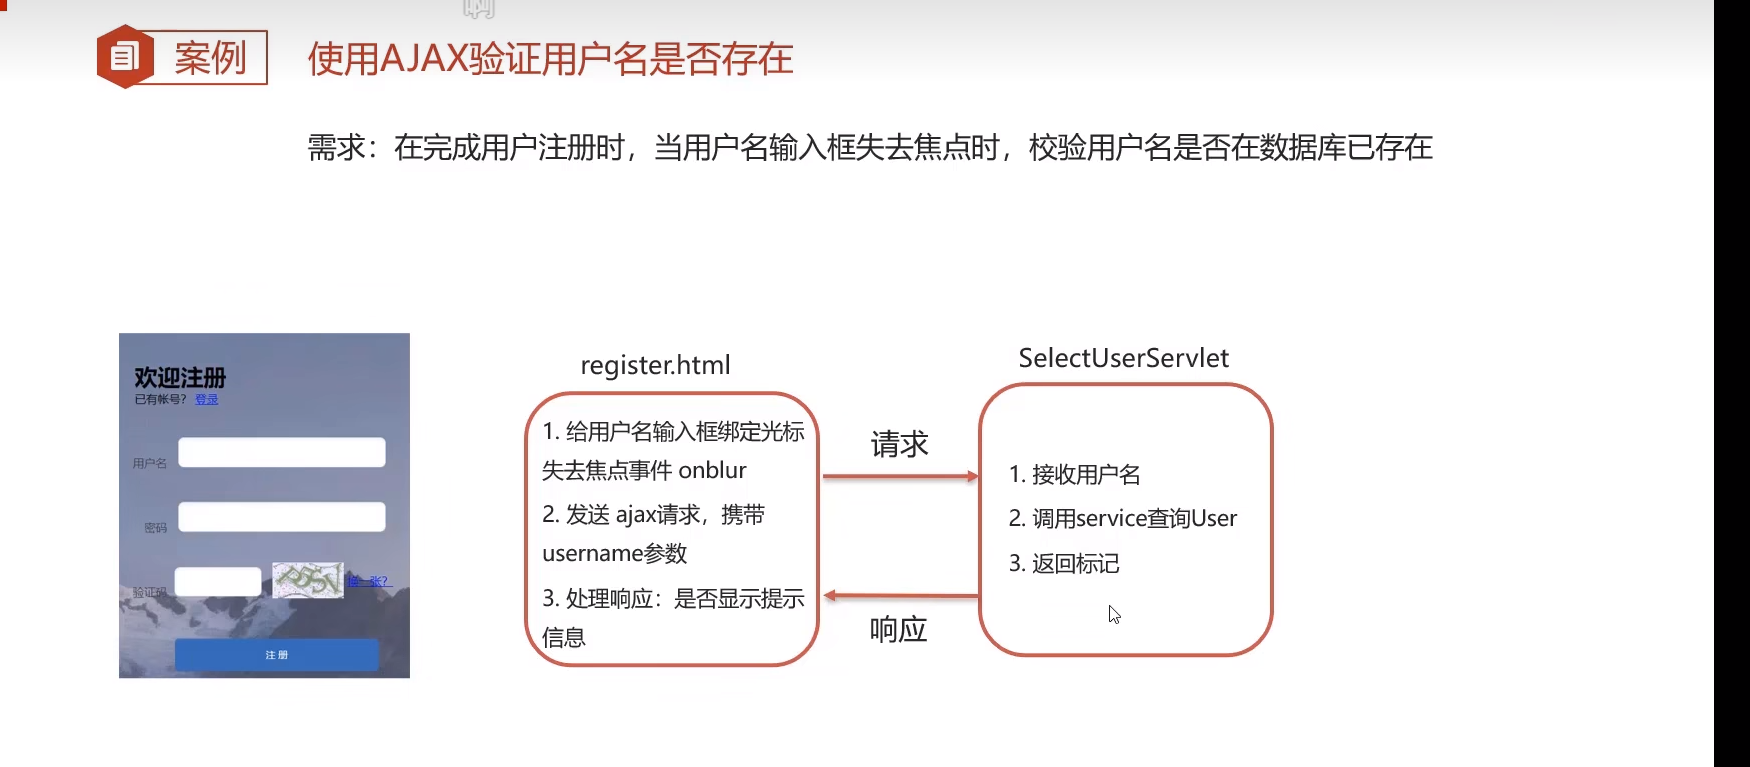 啊
案例
使用AJAX验证用户名是否存在
需求：在完成用户注册时，当用户名输入框失去焦点时，校验用户名是否在数据库已存在
欢迎注册
已有帐号？ 登录
用户名
密码
验证码
换一张？
注 册
register.html
1. 给用户名输入框绑定光标
失去焦点事件 onblur
2. 发送 ajax请求，携带
username参数
3. 处理响应：是否显示提示
信息
请求
响应
SelectUserServlet
1. 接收用户名
2. 调用service查询User
3. 返回标记